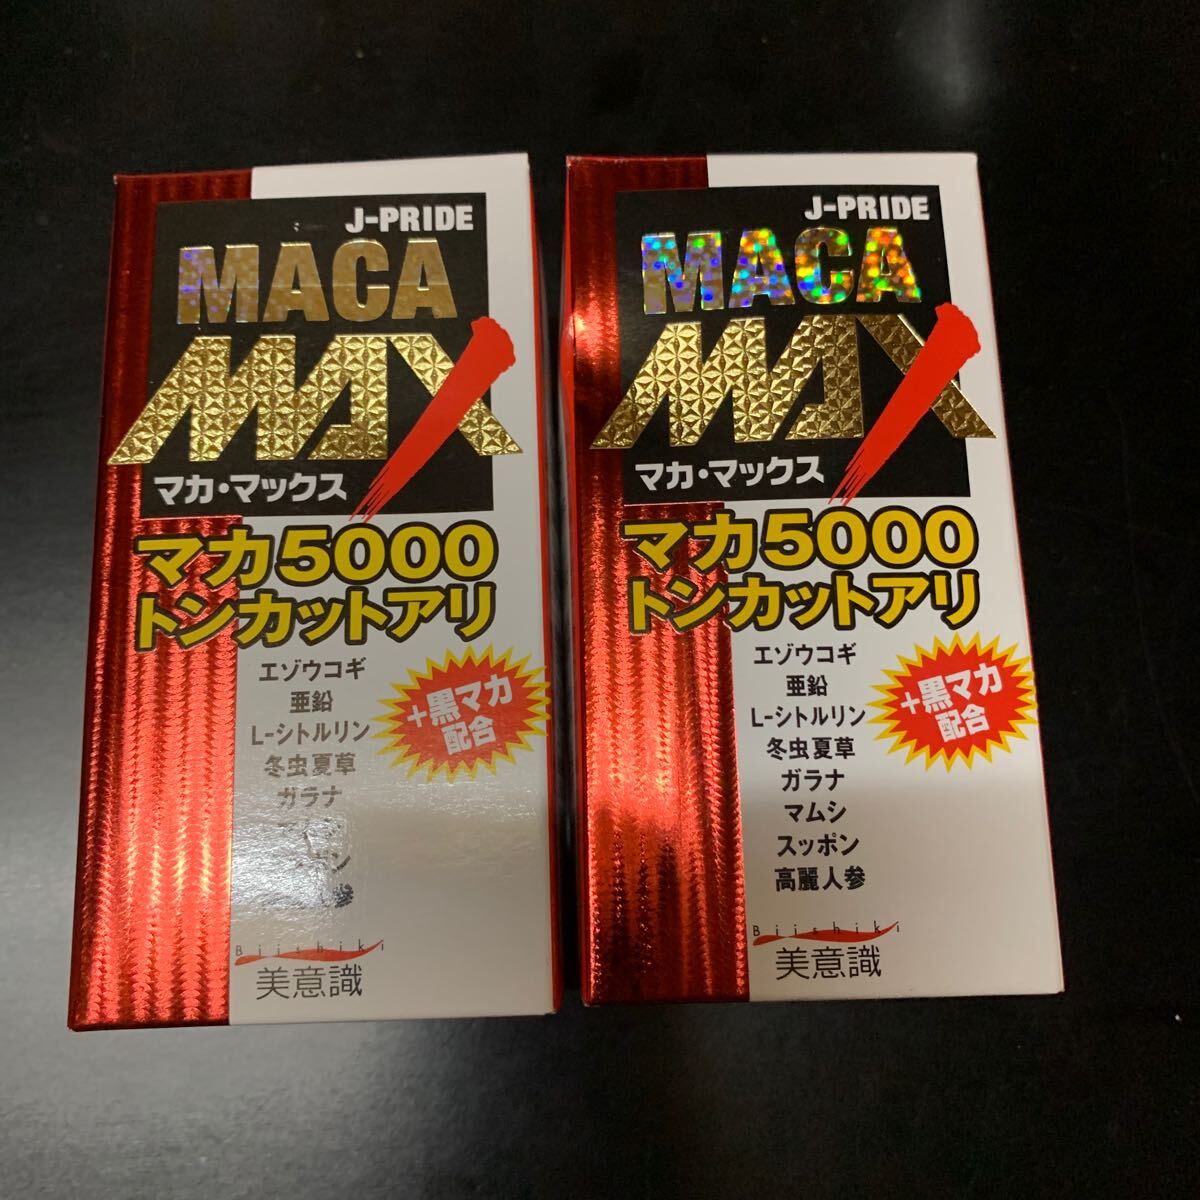 J-PRIDE
MACA
MAX
マカ・マックス
マカ5000
トンカットアリ
エゾウコギ
亜鉛
L-シトルリン
冬虫夏草
ガラナ
+黒マカ
配合
Biishiki
美意識
J-PRIDE
MACA
MAX
マカ・マックス
マカ5000
トンカットアリ
エゾウコギ
亜鉛
L-シトルリン
冬虫夏草
ガラナ
マムシ
スッポン
高麗人参
+黒マカ
配合
Biishiki
美意識